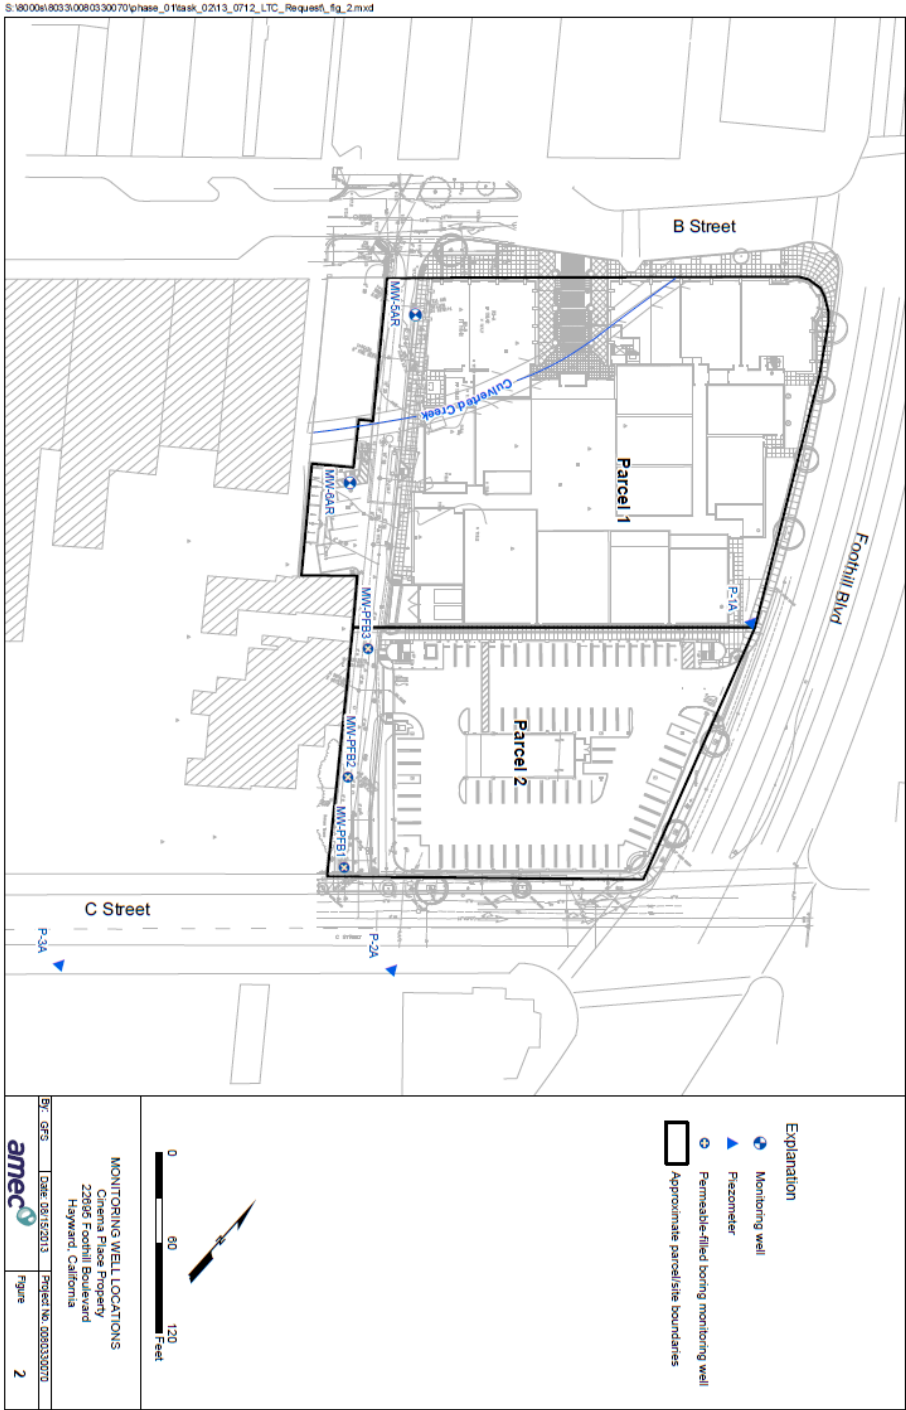 S:\8000s\8033\0080330070\phase_01\task_02\13_0712_LTC_Request\_fig_2.mxd
B Street
MW-5AR
Culverted Creek
Parcel 1
MW-6AR
Foothill Blvd
P-1A
MW-PFB3
Parcel 2
MW-PFB2
MW-PFB1
C Street
C STREET
P-3A
P-2A
Explanation
Monitoring well
Piezometer
Permeable-filled boring monitoring well
Approximate parcel/site boundaries
0 60 120
Feet
MONITORING WELL LOCATIONS
Cinema Place Property
22695 Foothill Boulevard
Hayward, California
By: GFS Date: 08/15/2013 Project No. 0080330070
amec
Figure 2